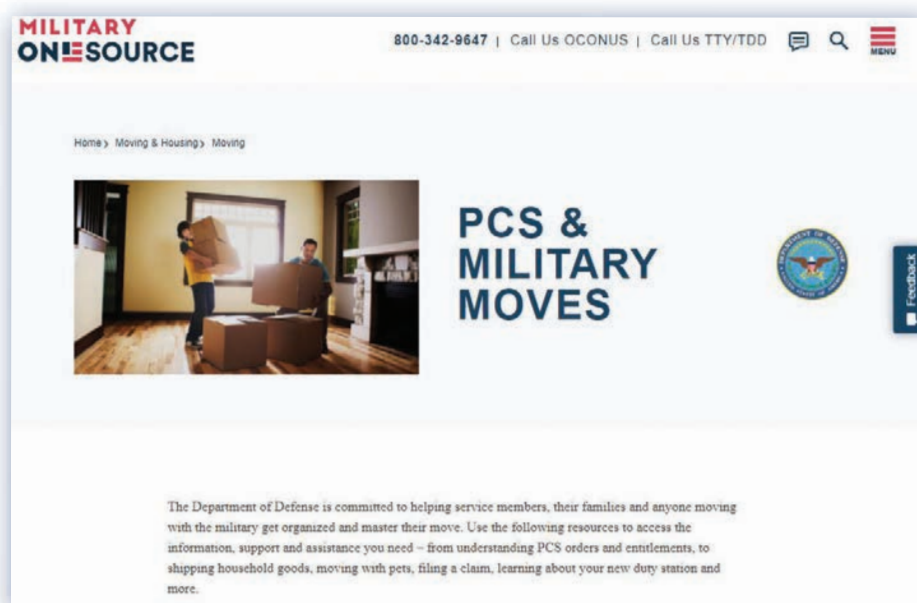 MILITARY
ONESOURCE
800-342-9647 | Call Us OCONUS | Call Us TTY/TDD
MENU
Home › Moving & Housing › Moving
PCS &
MILITARY
MOVES
Feedback
The Department of Defense is committed to helping service members, their families and anyone moving
with the military get organized and master their move. Use the following resources to access the
information, support and assistance you need – from understanding PCS orders and entitlements, to
shipping household goods, moving with pets, filing a claim, learning about your new duty station and
more.